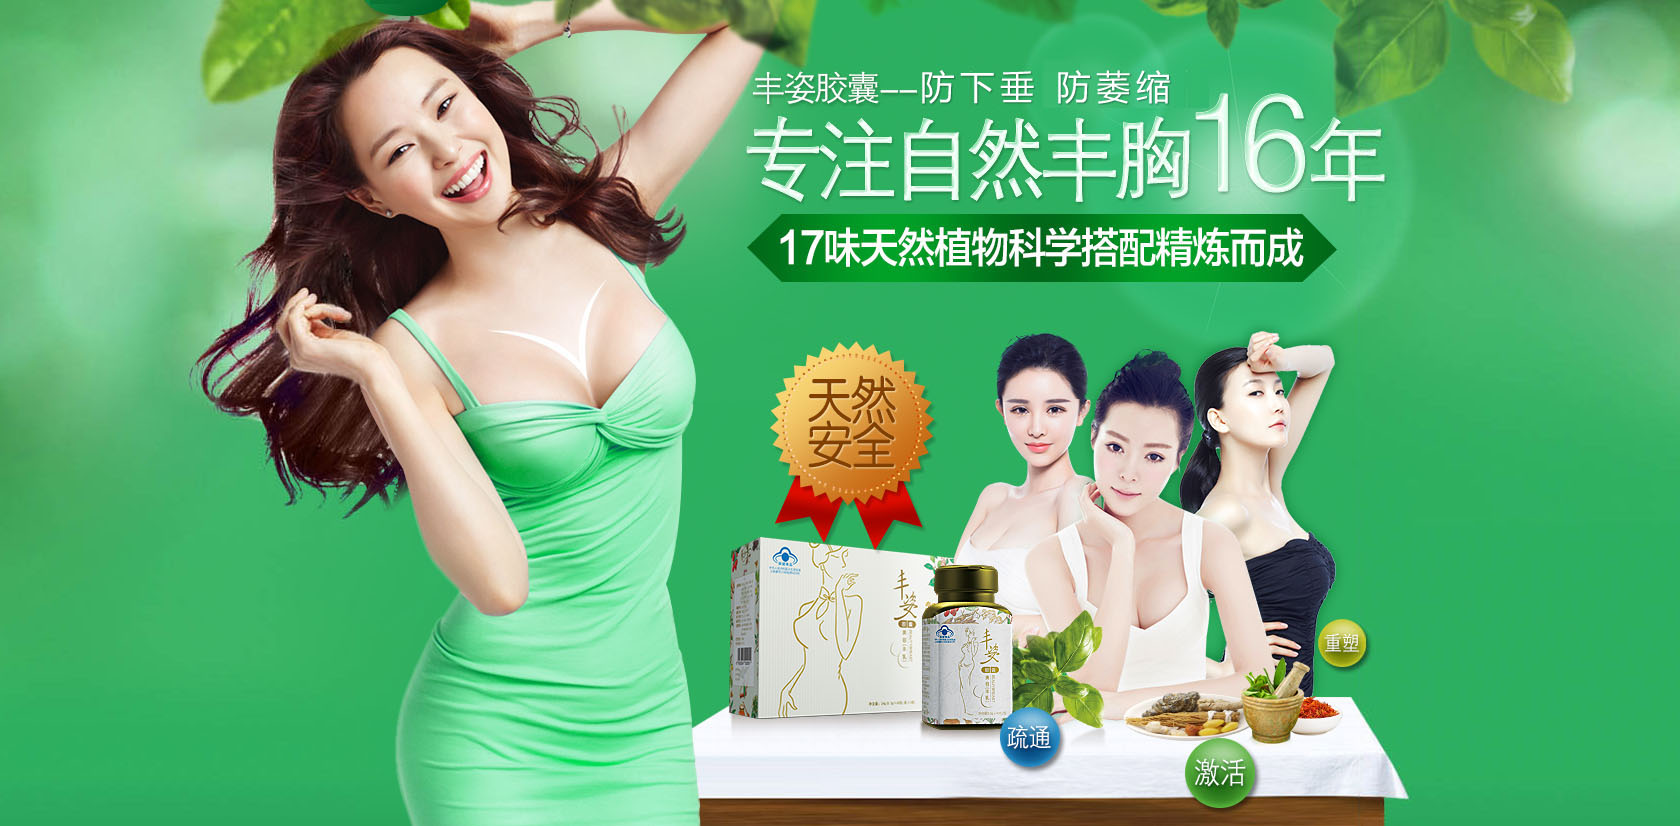 丰姿胶囊--防下垂 防萎缩
专注自然丰胸16年
17味天然植物科学搭配精炼而成
天然
安全
丰姿
丰姿
重塑
疏通
激活